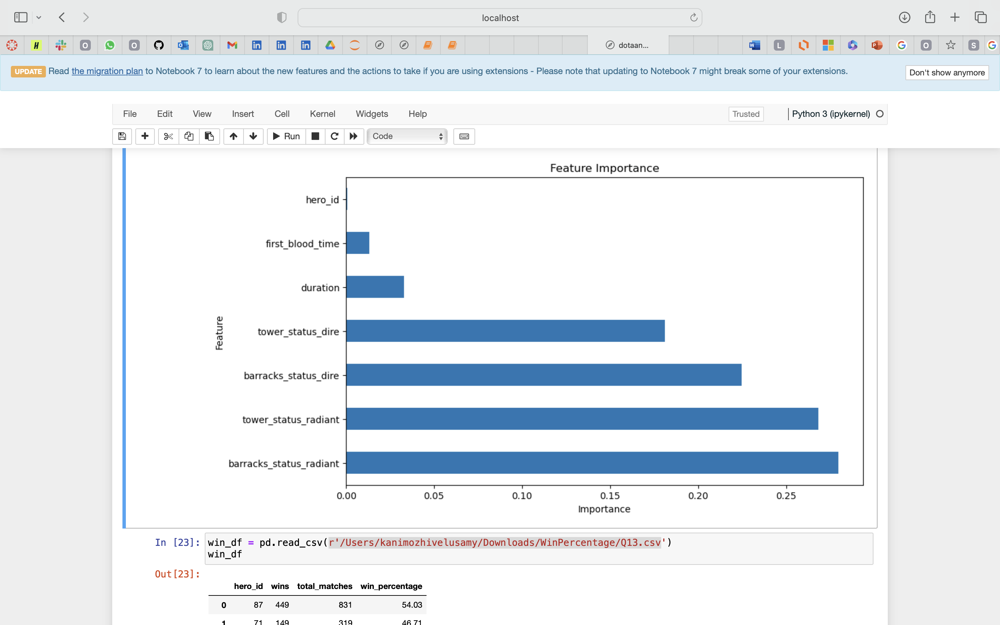 localhost
dotaan...
UPDATE Read the migration plan to Notebook 7 to learn about the new features and the actions to take if you are using extensions - Please note that updating to Notebook 7 might break some of your extensions.
Don't show anymore
File Edit View Insert Cell Kernel Widgets Help
Trusted
Python 3 (ipykernel)
Run
Code
Feature Importance
hero_id
first_blood_time
duration
tower_status_dire
barracks_status_dire
tower_status_radiant
barracks_status_radiant
Feature
0.00 0.05 0.10 0.15 0.20 0.25
Importance
In [23]: win_df = pd.read_csv(r'/Users/kanimozhivelusamy/Downloads/WinPercentage/Q13.csv')
win_df
Out[23]:
hero_id wins total_matches win_percentage
0 87 449 831 54.03
1 71 149 319 46.71